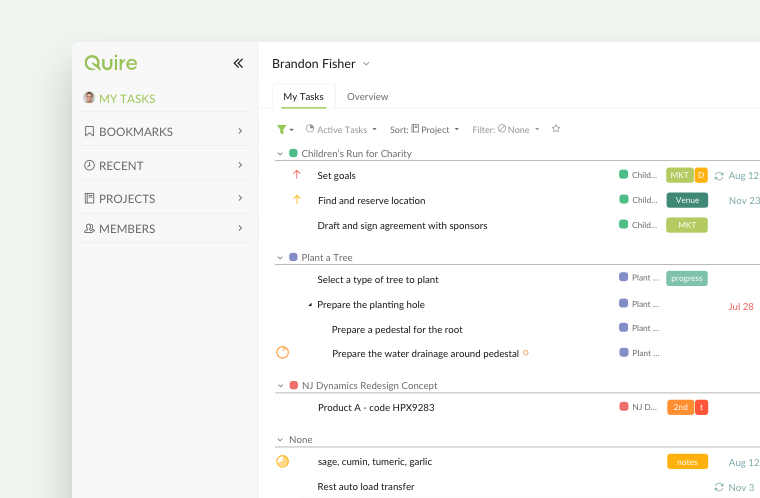 Quire
Brandon Fisher
MY TASKS
My Tasks Overview
BOOKMARKS
Active Tasks Sort: Project Filter: None
RECENT
PROJECTS
MEMBERS
Children's Run for Charity
Set goals Child... MKT D Aug 12
Find and reserve location Child... Venue Nov 23
Draft and sign agreement with sponsors Child... MKT
Plant a Tree
Select a type of tree to plant Plant ... progress
Prepare the planting hole Plant ... Jul 28
Prepare a pedestal for the root Plant ...
Prepare the water drainage around pedestal Plant ...
NJ Dynamics Redesign Concept
Product A - code HPX9283 NJ D... 2nd t
None
sage, cumin, tumeric, garlic notes Aug 12
Rest auto load transfer Nov 3